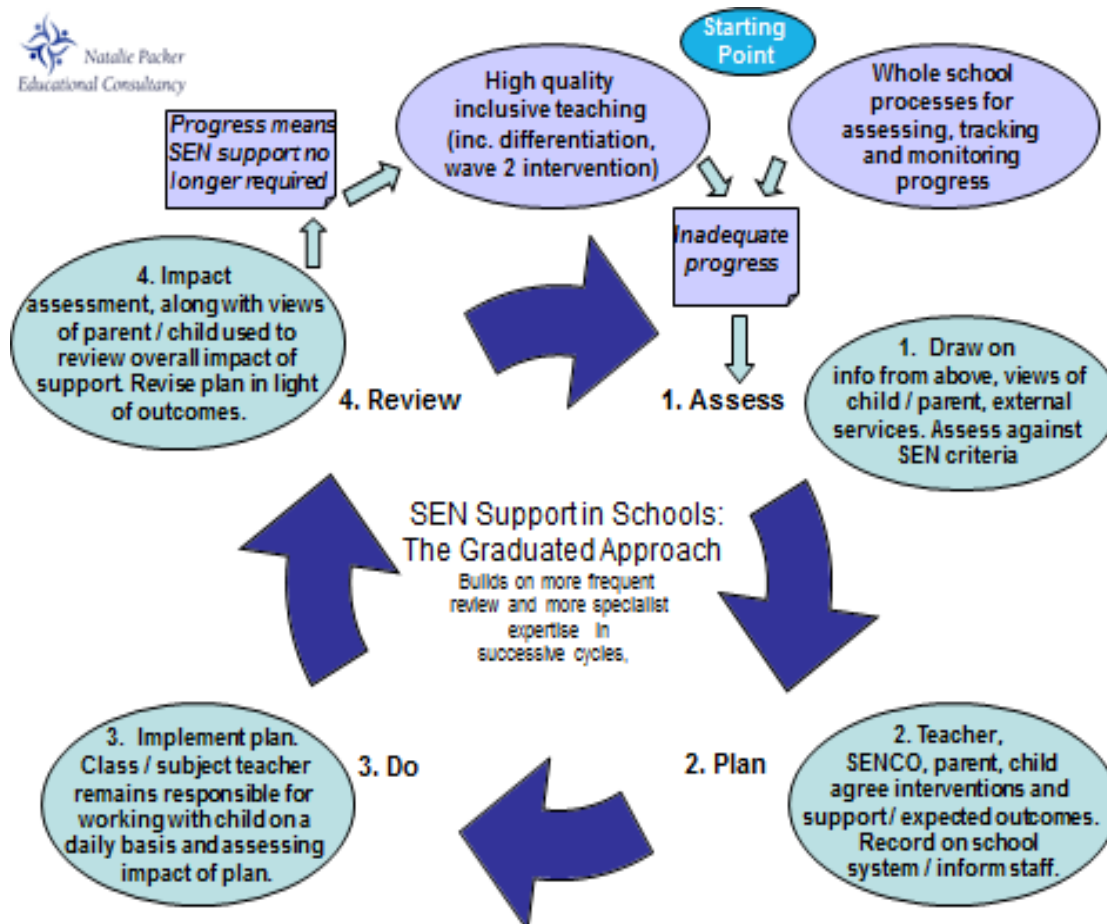 Natalie Packer
Educational Consultancy
Starting
Point
High quality
inclusive teaching
(inc. differentiation,
wave 2 intervention)
Whole school
processes for
assessing, tracking
and monitoring
progress
Progress means
SEN support no
longer required
Inadequate
progress
4. Impact
assessment, along with views
of parent / child used to
review overall impact of
support. Revise plan in light
of outcomes.
4. Review
1. Assess
1. Draw on
info from above, views of
child / parent, external
services. Assess against
SEN criteria
SEN Support in Schools:
The Graduated Approach
Builds on more frequent
review and more specialist
expertise in
successive cycles,
3. Implement plan.
Class / subject teacher
remains responsible for
working with child on a
daily basis and assessing
impact of plan.
3. Do
2. Plan
2. Teacher,
SENCO, parent, child
agree interventions and
support / expected outcomes.
Record on school
system / inform staff.